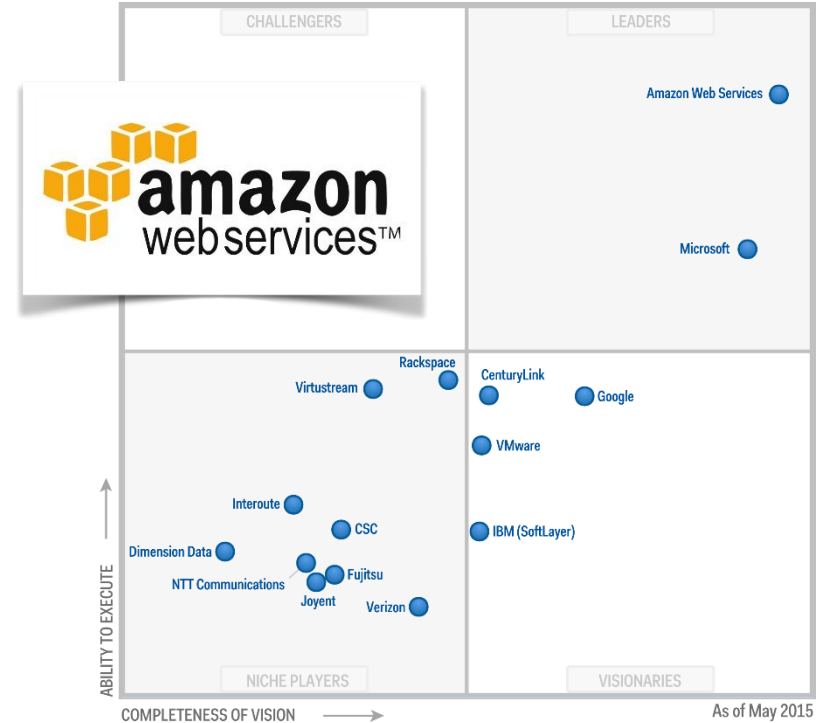 CHALLENGERS
LEADERS
Amazon Web Services
amazon
webservices™
Microsoft
Rackspace
CenturyLink
Virtustream
Google
VMware
Interoute
CSC
IBM (SoftLayer)
Dimension Data
NTT Communications
Fujitsu
Joyent
Verizon
ABILITY TO EXECUTE
NICHE PLAYERS
VISIONARIES
COMPLETENESS OF VISION
As of May 2015